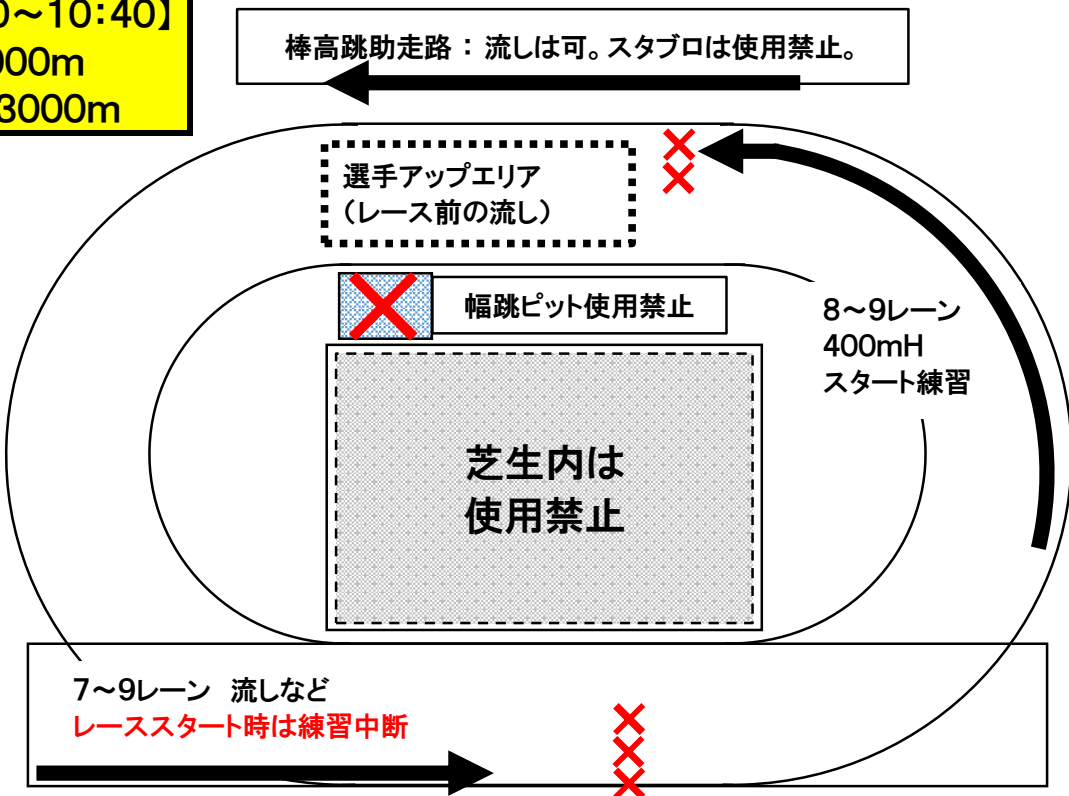 0～10:40】
000m
3000m
棒高跳助走路：流しは可。スタブロは使用禁止。
選手アップエリア
（レース前の流し）
幅跳ピット使用禁止
8～9レーン
400mH
スタート練習
芝生内は
使用禁止
7～9レーン 流しなど
レーススタート時は練習中断